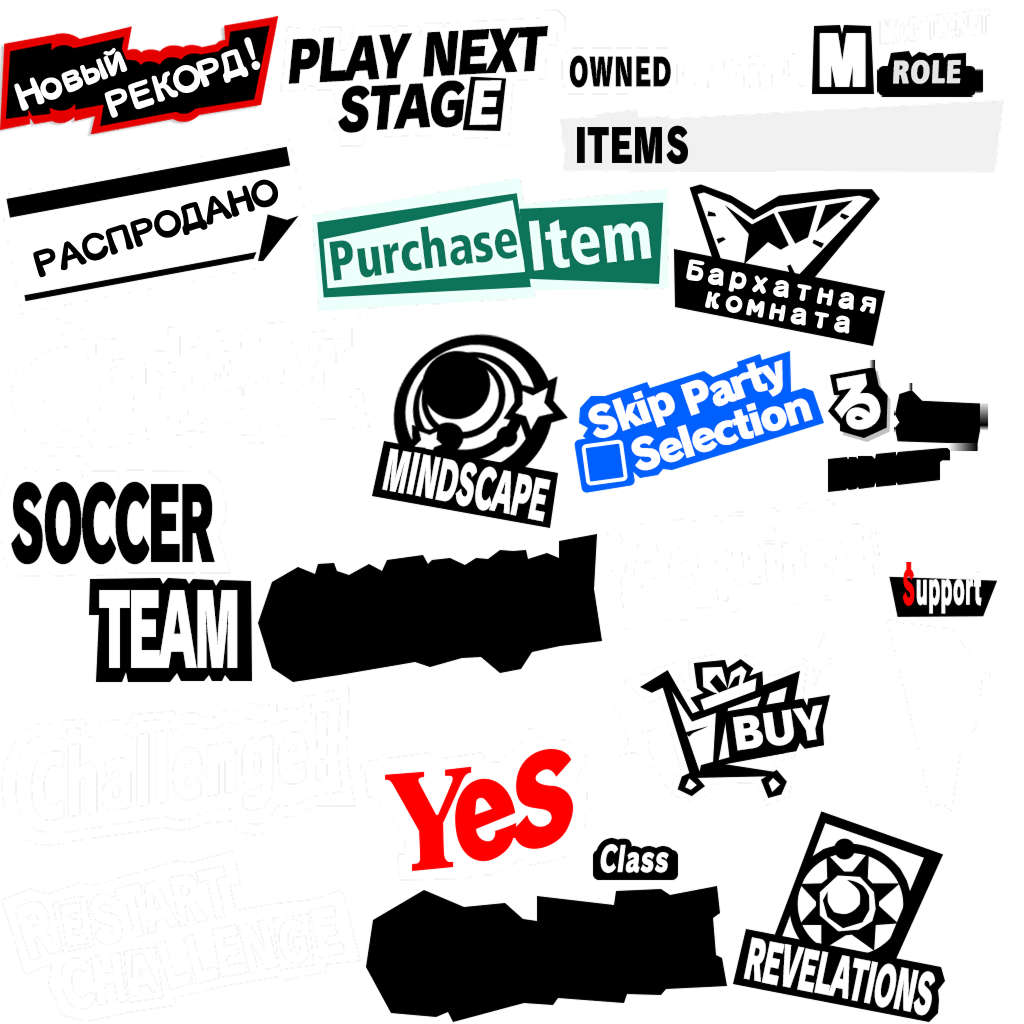 Новый
РЕКОРД!
PLAY NEXT
STAGE
OWNED
M ROLE
ITEMS
РАСПРОДАНО
Purchase Item
Бархатная
комната
MINDSCAPE
Skip Party
Selection
る
SOCCER
TEAM
Support
BUY
Challenge!!
Yes
Class
RESTART
CHALLENGE
REVELATIONS